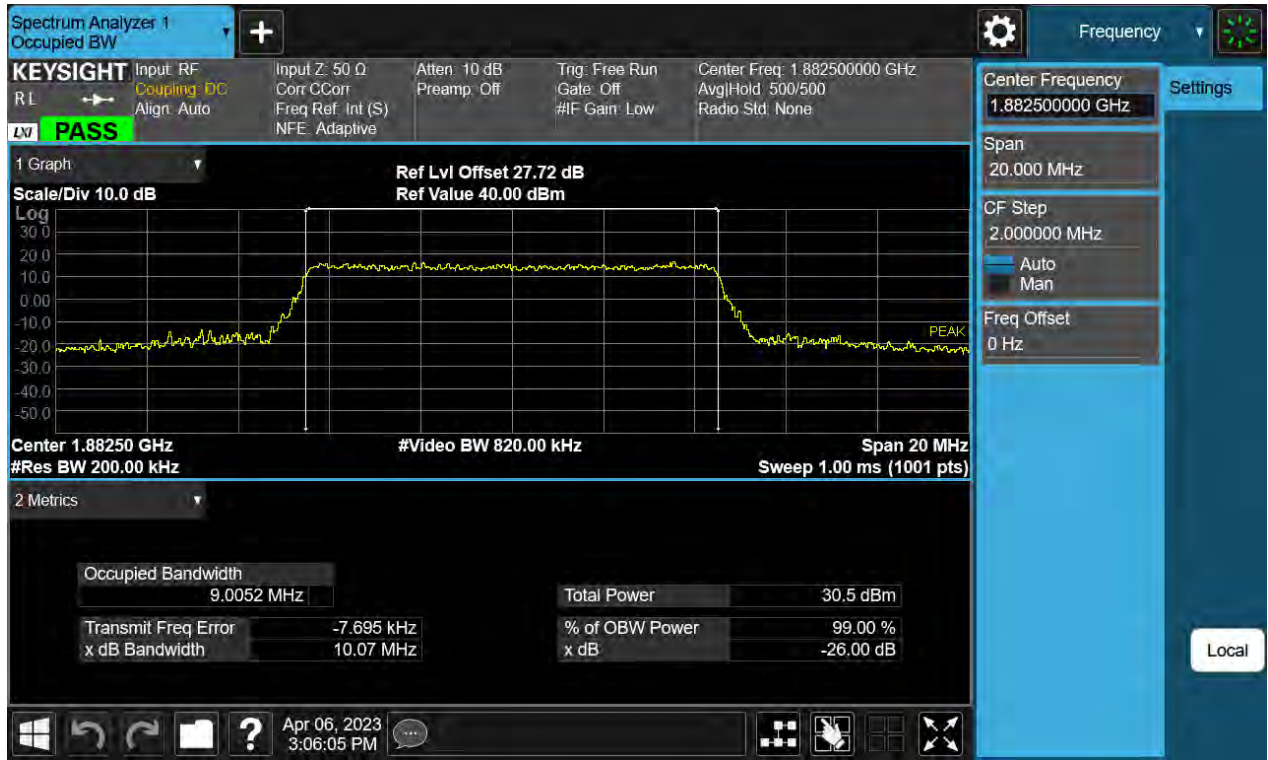 Spectrum Analyzer 1
Occupied BW
Frequency
KEYSIGHT
RL
LXI
PASS
Input: RF
Coupling: DC
Align: Auto
Input Z: 50 Ω
Corr CCorr
Freq Ref: Int (S)
NFE: Adaptive
Atten: 10 dB
Preamp: Off
Trig: Free Run
Gate: Off
#IF Gain: Low
Center Freq: 1.882500000 GHz
Avg|Hold: 500/500
Radio Std: None
Center Frequency
1.882500000 GHz
Settings
Span
20.000 MHz
CF Step
2.000000 MHz
Auto
Man
Freq Offset
0 Hz
Local
1 Graph
Scale/Div 10.0 dB
Ref Lvl Offset 27.72 dB
Ref Value 40.00 dBm
Log
30.0
20.0
10.0
0.00
-10.0
-20.0
-30.0
-40.0
-50.0
PEAK
Center 1.88250 GHz
#Video BW 820.00 kHz
Span 20 MHz
#Res BW 200.00 kHz
Sweep 1.00 ms (1001 pts)
2 Metrics
Occupied Bandwidth
9.0052 MHz
Total Power 30.5 dBm
Transmit Freq Error -7.695 kHz
% of OBW Power 99.00 %
x dB Bandwidth 10.07 MHz
x dB -26.00 dB
?
Apr 06, 2023
3:06:05 PM